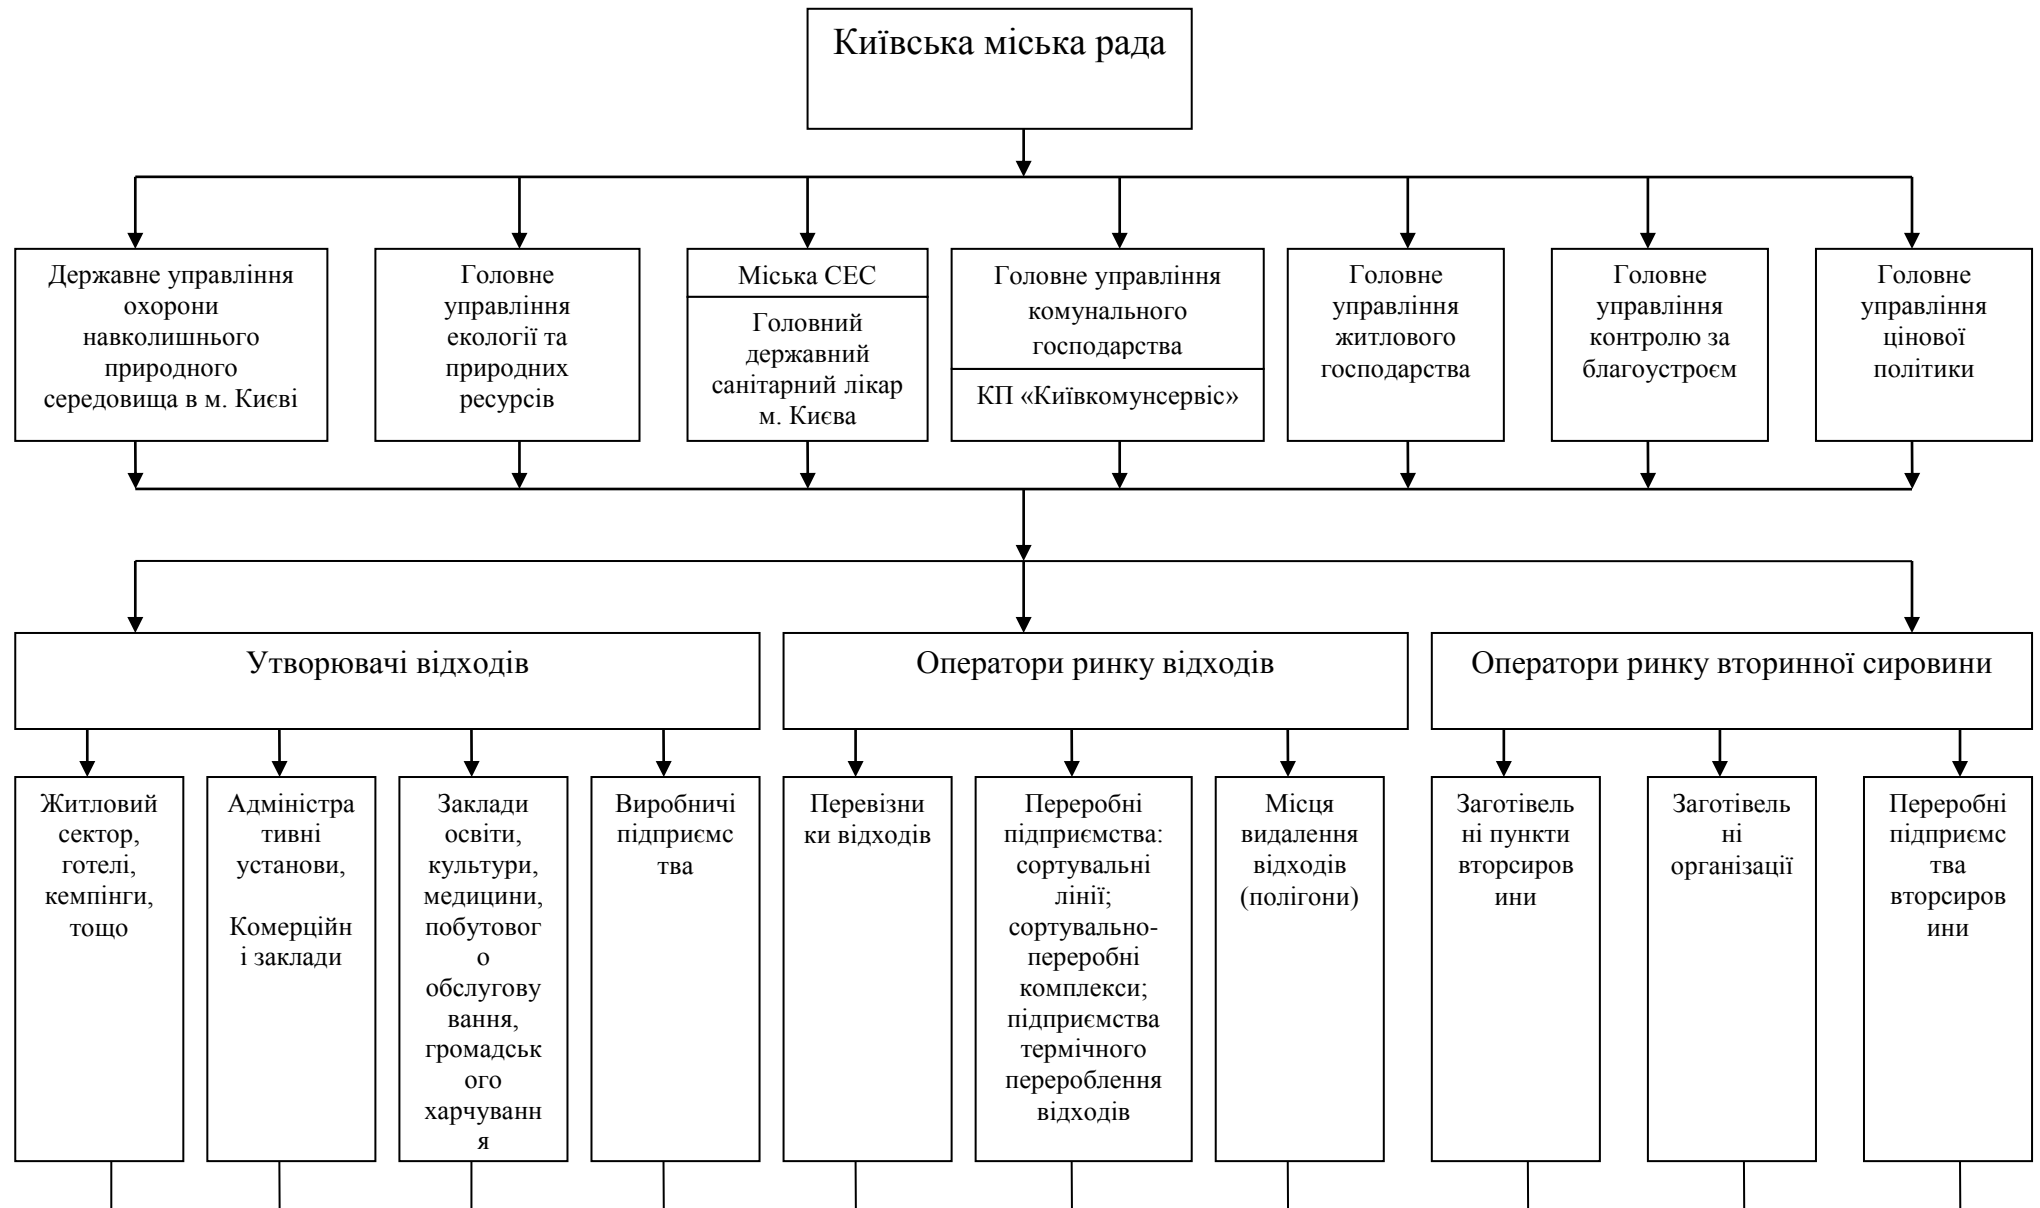 Київська міська рада
Державне управління
охорони
навколишнього
природного
середовища в м. Києві
Головне
управління
екології та
природних
ресурсів
Міська СЕС
Головний
державний
санітарний лікар
м. Києва
Головне управління
комунального
господарства
КП «Київкомунсервіс»
Головне
управління
житлового
господарства
Головне
управління
контролю за
благоустроєм
Головне
управління
цінової
політики
Утворювачі відходів
Оператори ринку відходів
Оператори ринку вторинної сировини
Житловий
сектор,
готелі,
кемпінги,
тощо
Адміністра
тивні
установи,
Комерційн
і заклади
Заклади
освіти,
культури,
медицини,
побутовог
о
обслугову
вання,
громадськ
ого
харчуванн
я
Виробничі
підприємс
тва
Перевізни
ки відходів
Переробні
підприємства:
сортувальні
лінії;
сортувально-
переробні
комплекси;
підприємства
термічного
перероблення
відходів
Місця
видалення
відходів
(полігони)
Заготівель
ні пункти
вторсиров
ини
Заготівель
ні
організації
Переробні
підприємс
тва
вторсиров
ини